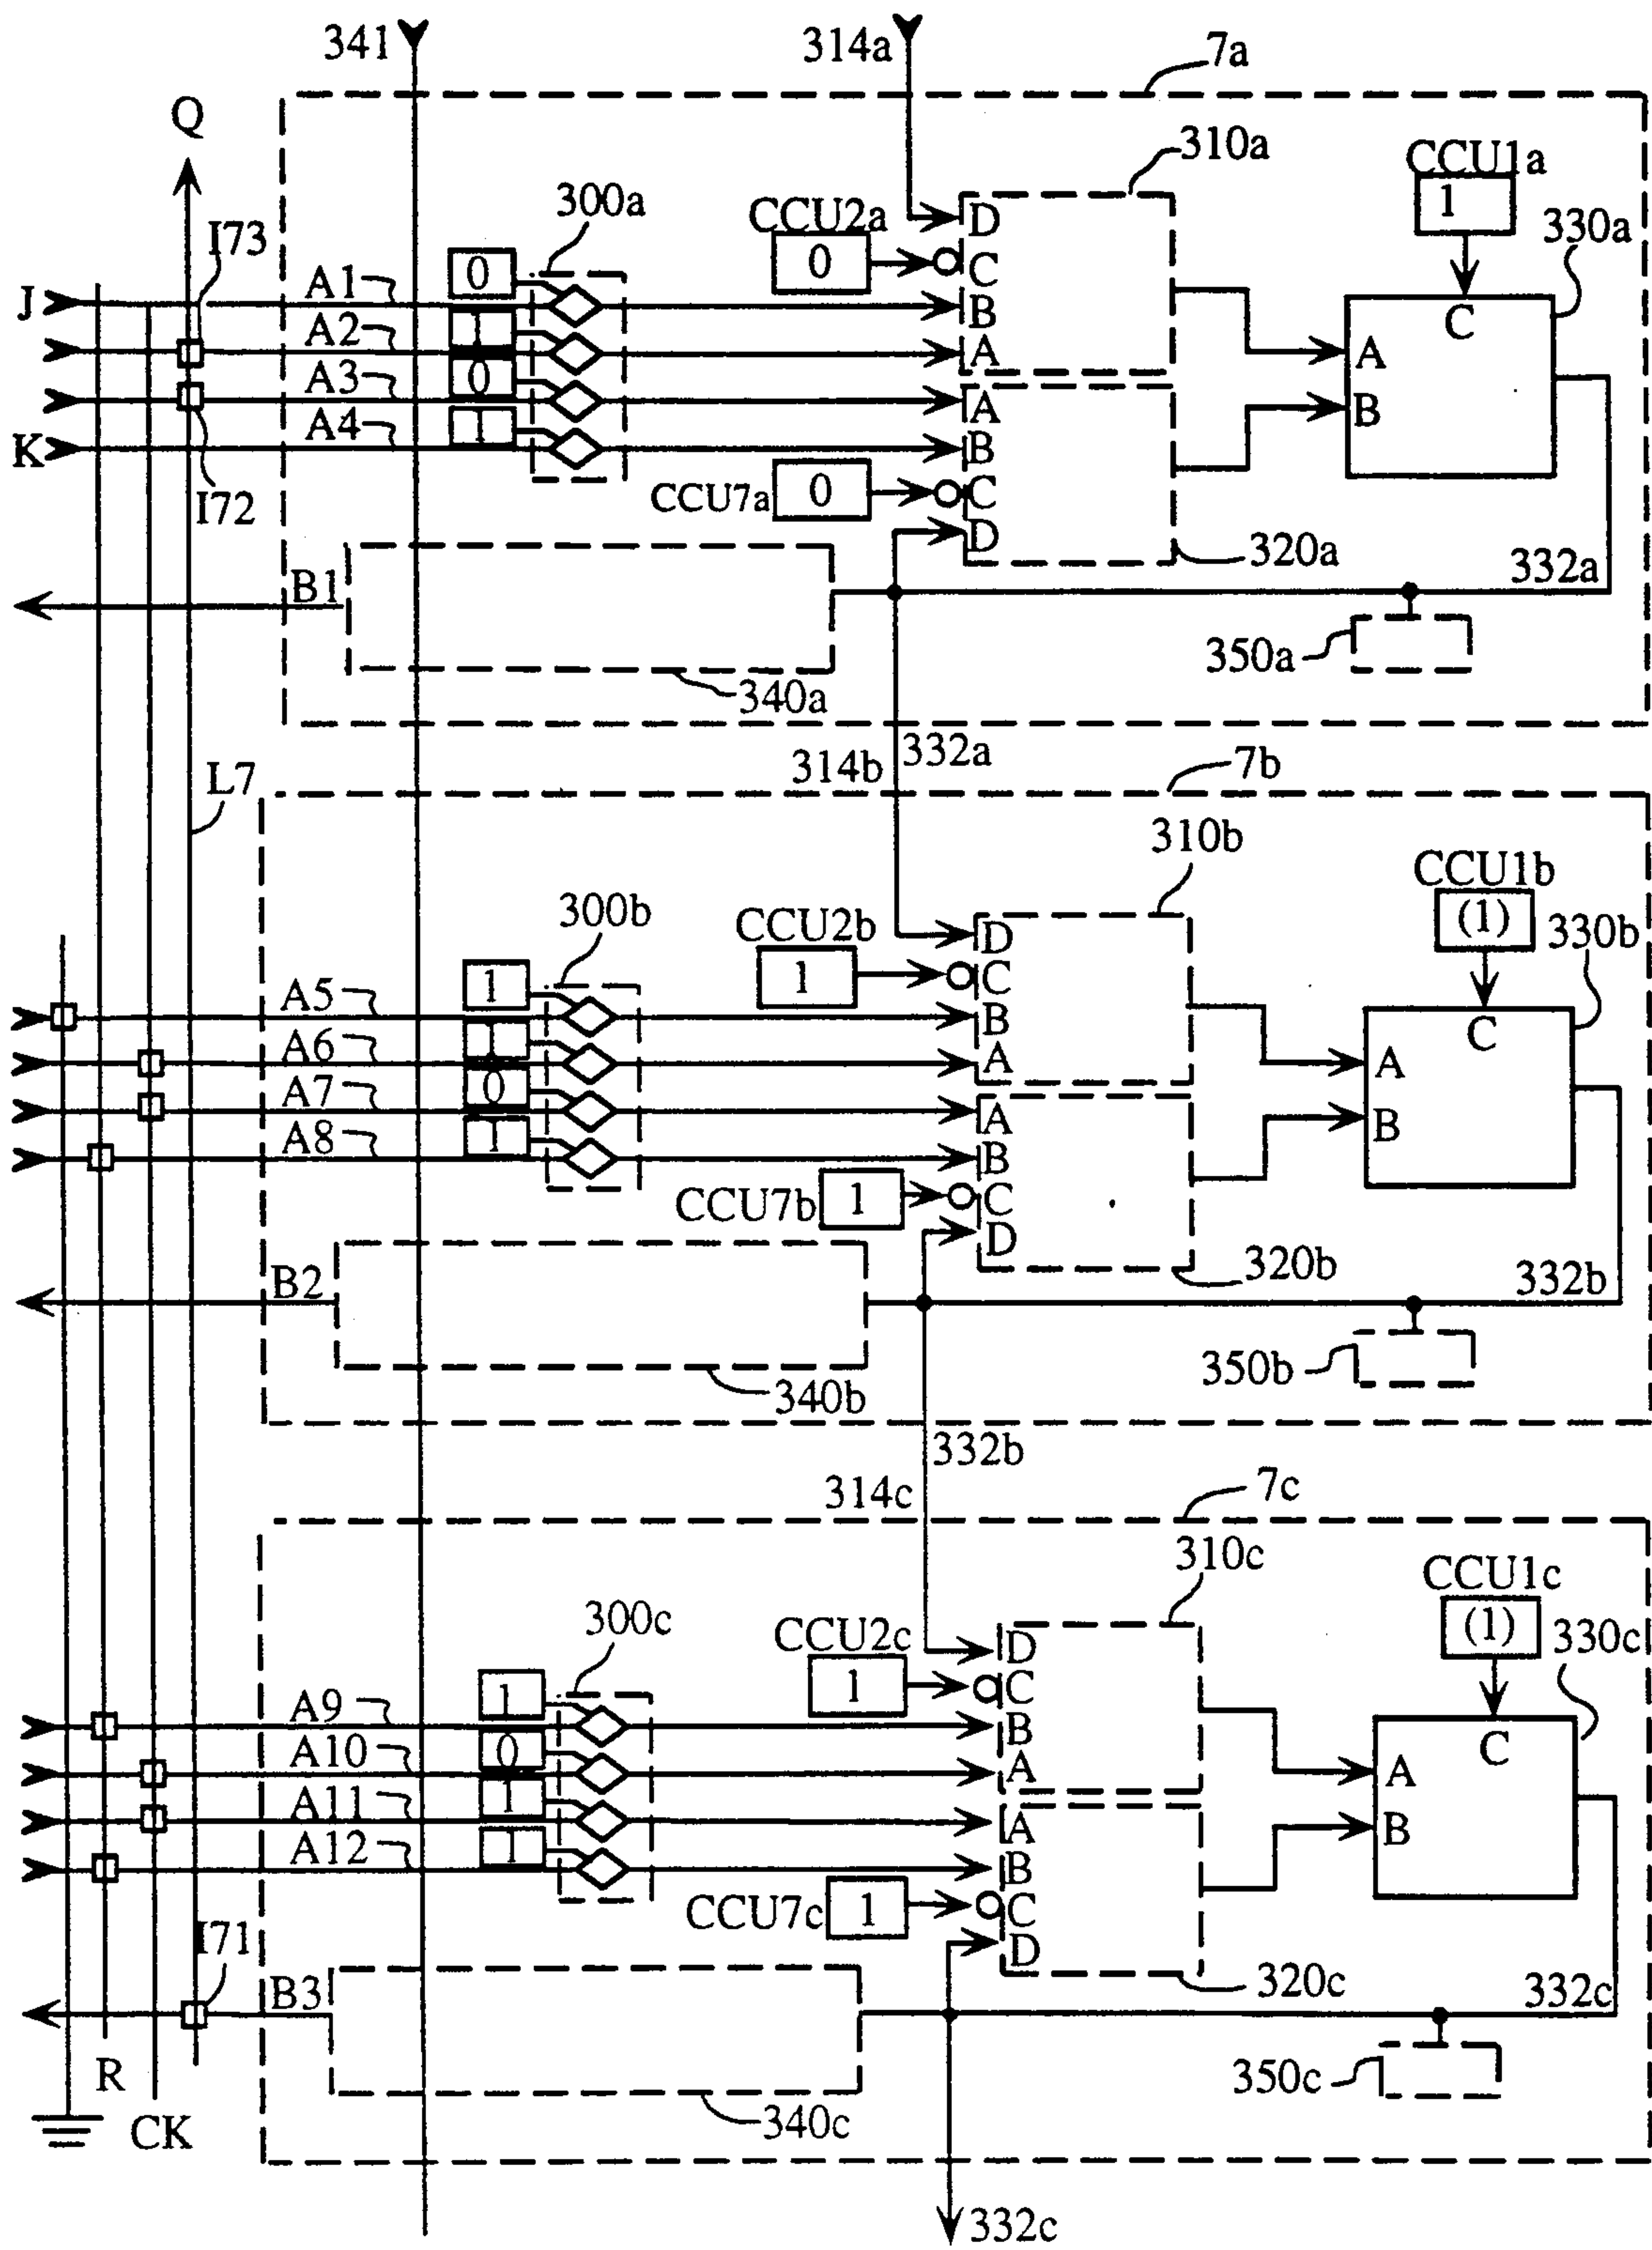 341
314a
7a
Q
310a
CCU1a
1
300a
CCU2a
330a
I73
D
0
0
C
C
J
A1
B
A2
1
A
A
A3
0
A
B
A4
1
K
B
CCU7a
0
C
I72
D
320a
332a
B1
350a
340a
332a
314b
7b
L7
310b
CCU1b
(1)
300b
CCU2b
330b
D
1
1
C
A5
B
C
A6
1
A
A
A7
0
A
B
A8
1
B
CCU7b
1
C
D
320b
332b
B2
350b
340b
332b
314c
7c
310c
CCU1c
(1)
300c
CCU2c
330c
D
1
1
C
A9
B
C
A10
0
A
A
A11
1
A
B
A12
1
B
CCU7c
1
C
I71
D
320c
332c
B3
350c
R
340c
CK
332c